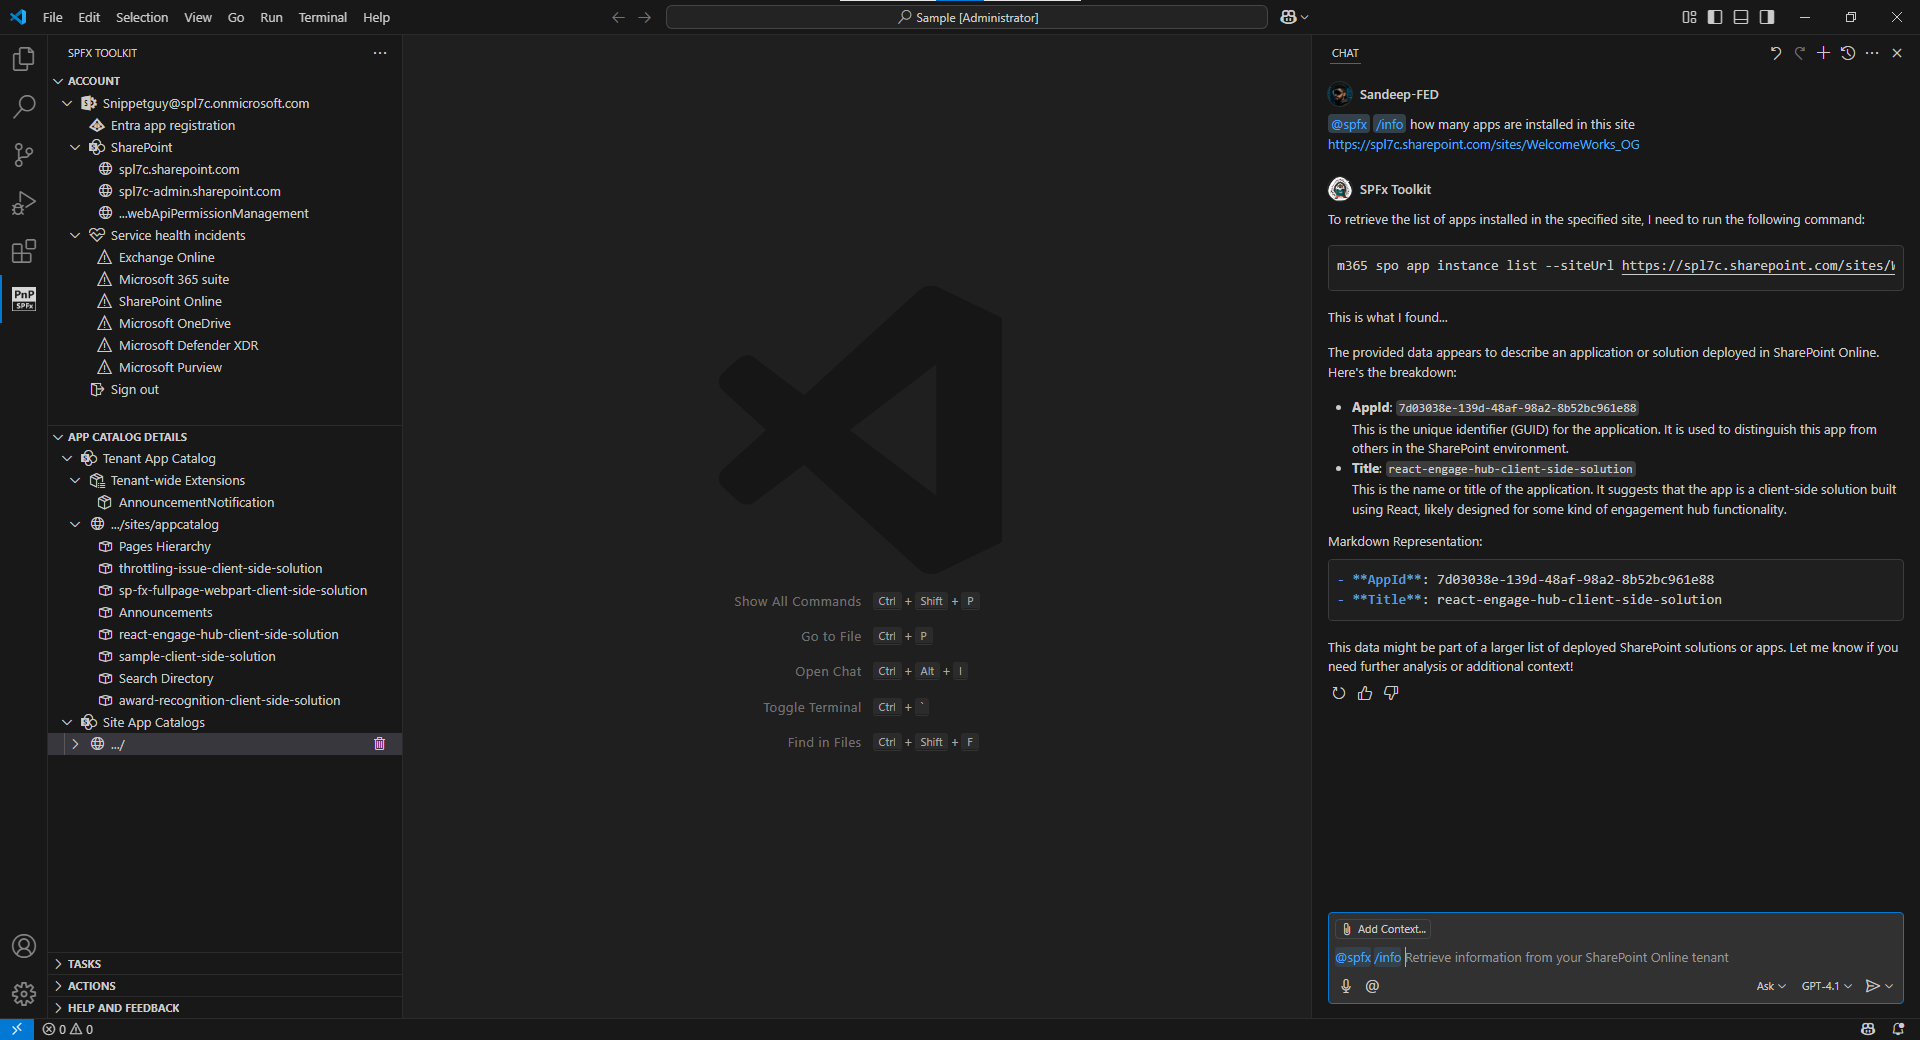 File Edit Selection View Go Run Terminal Help
Sample [Administrator]
SPFX TOOLKIT
ACCOUNT
Snippetguy@spl7c.onmicrosoft.com
Entra app registration
SharePoint
spl7c.sharepoint.com
spl7c-admin.sharepoint.com
...webApiPermissionManagement
Service health incidents
Exchange Online
Microsoft 365 suite
SharePoint Online
Microsoft OneDrive
Microsoft Defender XDR
Microsoft Purview
Sign out
APP CATALOG DETAILS
Tenant App Catalog
Tenant-wide Extensions
AnnouncementNotification
.../sites/appcatalog
Pages Hierarchy
throttling-issue-client-side-solution
sp-fx-fullpage-webpart-client-side-solution
Announcements
react-engage-hub-client-side-solution
sample-client-side-solution
Search Directory
award-recognition-client-side-solution
Site App Catalogs
.../
TASKS
ACTIONS
HELP AND FEEDBACK
PnP
SPFx
0 0
Show All Commands Ctrl + Shift + P
Go to File Ctrl + P
Open Chat Ctrl + Alt + I
Toggle Terminal Ctrl + `
Find in Files Ctrl + Shift + F
CHAT
Sandeep-FED
@spfx /info how many apps are installed in this site
https://spl7c.sharepoint.com/sites/WelcomeWorks_OG
SPFx Toolkit
To retrieve the list of apps installed in the specified site, I need to run the following command:
m365 spo app instance list --siteUrl https://spl7c.sharepoint.com/sites/W
This is what I found...
The provided data appears to describe an application or solution deployed in SharePoint Online.
Here's the breakdown:
• AppId: 7d03038e-139d-48af-98a2-8b52bc961e88
This is the unique identifier (GUID) for the application. It is used to distinguish this app from
others in the SharePoint environment.
• Title: react-engage-hub-client-side-solution
This is the name or title of the application. It suggests that the app is a client-side solution built
using React, likely designed for some kind of engagement hub functionality.
Markdown Representation:
- **AppId**: 7d03038e-139d-48af-98a2-8b52bc961e88
- **Title**: react-engage-hub-client-side-solution
This data might be part of a larger list of deployed SharePoint solutions or apps. Let me know if you
need further analysis or additional context!
Add Context...
@spfx /info Retrieve information from your SharePoint Online tenant
@ Ask GPT-4.1